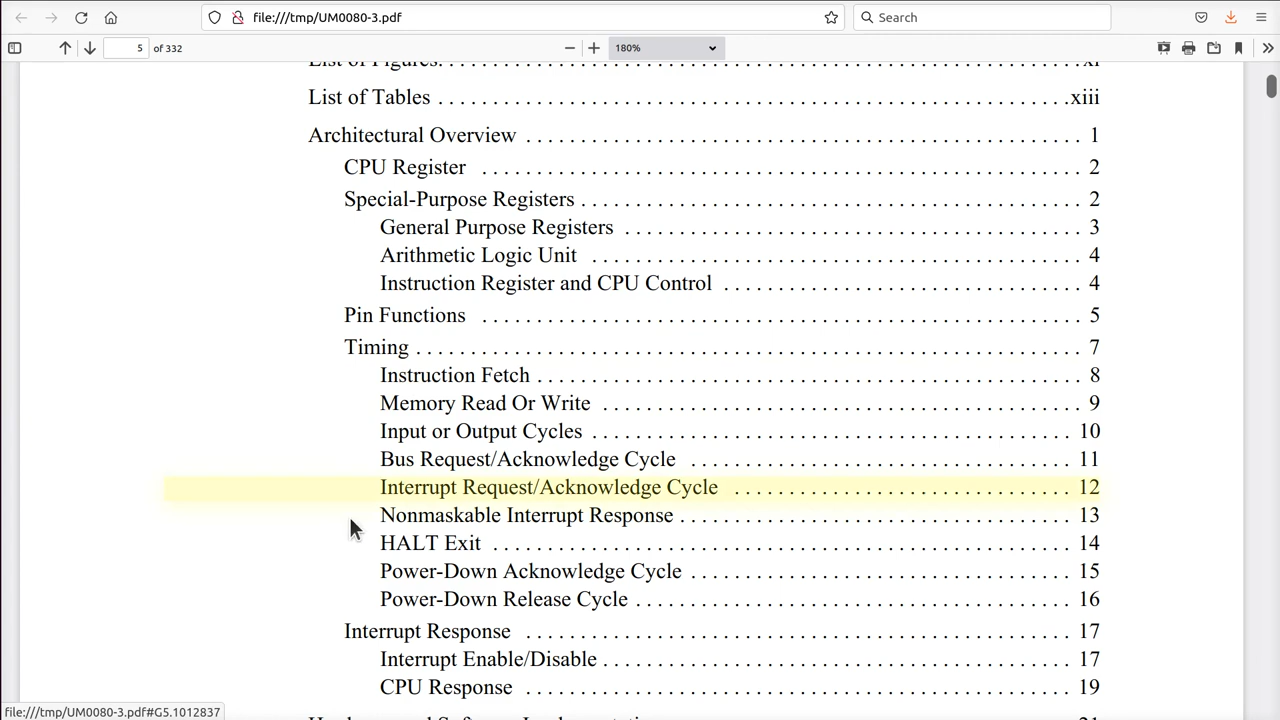 file:///tmp/UM0080-3.pdf
Search
5 of 332
180%
List of Figures. . . . . . . . . . . . . . . . . . . . . . . . . . . . . . . . . . . . . . . . . . . . . . . . . . . . . . . . . . . . . . . . . . . . . . xi
List of Tables . . . . . . . . . . . . . . . . . . . . . . . . . . . . . . . . . . . . . . . . . . . . . . . . . . . . . . . . . . . . . . . . . . . . . .xiii
Architectural Overview . . . . . . . . . . . . . . . . . . . . . . . . . . . . . . . . . . . . . . . . . . . . . . . . . . . . . . . . . . . . . . 1
CPU Register . . . . . . . . . . . . . . . . . . . . . . . . . . . . . . . . . . . . . . . . . . . . . . . . . . . . . . . . . . . . . . . . . . . 2
Special-Purpose Registers . . . . . . . . . . . . . . . . . . . . . . . . . . . . . . . . . . . . . . . . . . . . . . . . . . . . . . . . 2
General Purpose Registers . . . . . . . . . . . . . . . . . . . . . . . . . . . . . . . . . . . . . . . . . . . . . . . . . . . 3
Arithmetic Logic Unit . . . . . . . . . . . . . . . . . . . . . . . . . . . . . . . . . . . . . . . . . . . . . . . . . . . . . . . 4
Instruction Register and CPU Control . . . . . . . . . . . . . . . . . . . . . . . . . . . . . . . . . . . . . . . . 4
Pin Functions . . . . . . . . . . . . . . . . . . . . . . . . . . . . . . . . . . . . . . . . . . . . . . . . . . . . . . . . . . . . . . . . . . . 5
Timing . . . . . . . . . . . . . . . . . . . . . . . . . . . . . . . . . . . . . . . . . . . . . . . . . . . . . . . . . . . . . . . . . . . . . . . . . . 7
Instruction Fetch . . . . . . . . . . . . . . . . . . . . . . . . . . . . . . . . . . . . . . . . . . . . . . . . . . . . . . . . . . . . . 8
Memory Read Or Write . . . . . . . . . . . . . . . . . . . . . . . . . . . . . . . . . . . . . . . . . . . . . . . . . . . . . . 9
Input or Output Cycles . . . . . . . . . . . . . . . . . . . . . . . . . . . . . . . . . . . . . . . . . . . . . . . . . . . . . . 10
Bus Request/Acknowledge Cycle . . . . . . . . . . . . . . . . . . . . . . . . . . . . . . . . . . . . . . . . . . . 11
Interrupt Request/Acknowledge Cycle . . . . . . . . . . . . . . . . . . . . . . . . . . . . . . . . . . . . . . 12
Nonmaskable Interrupt Response . . . . . . . . . . . . . . . . . . . . . . . . . . . . . . . . . . . . . . . . . . . . 13
HALT Exit . . . . . . . . . . . . . . . . . . . . . . . . . . . . . . . . . . . . . . . . . . . . . . . . . . . . . . . . . . . . . . . . . 14
Power-Down Acknowledge Cycle . . . . . . . . . . . . . . . . . . . . . . . . . . . . . . . . . . . . . . . . . . . 15
Power-Down Release Cycle . . . . . . . . . . . . . . . . . . . . . . . . . . . . . . . . . . . . . . . . . . . . . . . . . 16
Interrupt Response . . . . . . . . . . . . . . . . . . . . . . . . . . . . . . . . . . . . . . . . . . . . . . . . . . . . . . . . . . . . . 17
Interrupt Enable/Disable . . . . . . . . . . . . . . . . . . . . . . . . . . . . . . . . . . . . . . . . . . . . . . . . . . . . . 17
CPU Response . . . . . . . . . . . . . . . . . . . . . . . . . . . . . . . . . . . . . . . . . . . . . . . . . . . . . . . . . . . . . 19
file:///tmp/UM0080-3.pdf#G5.1012837